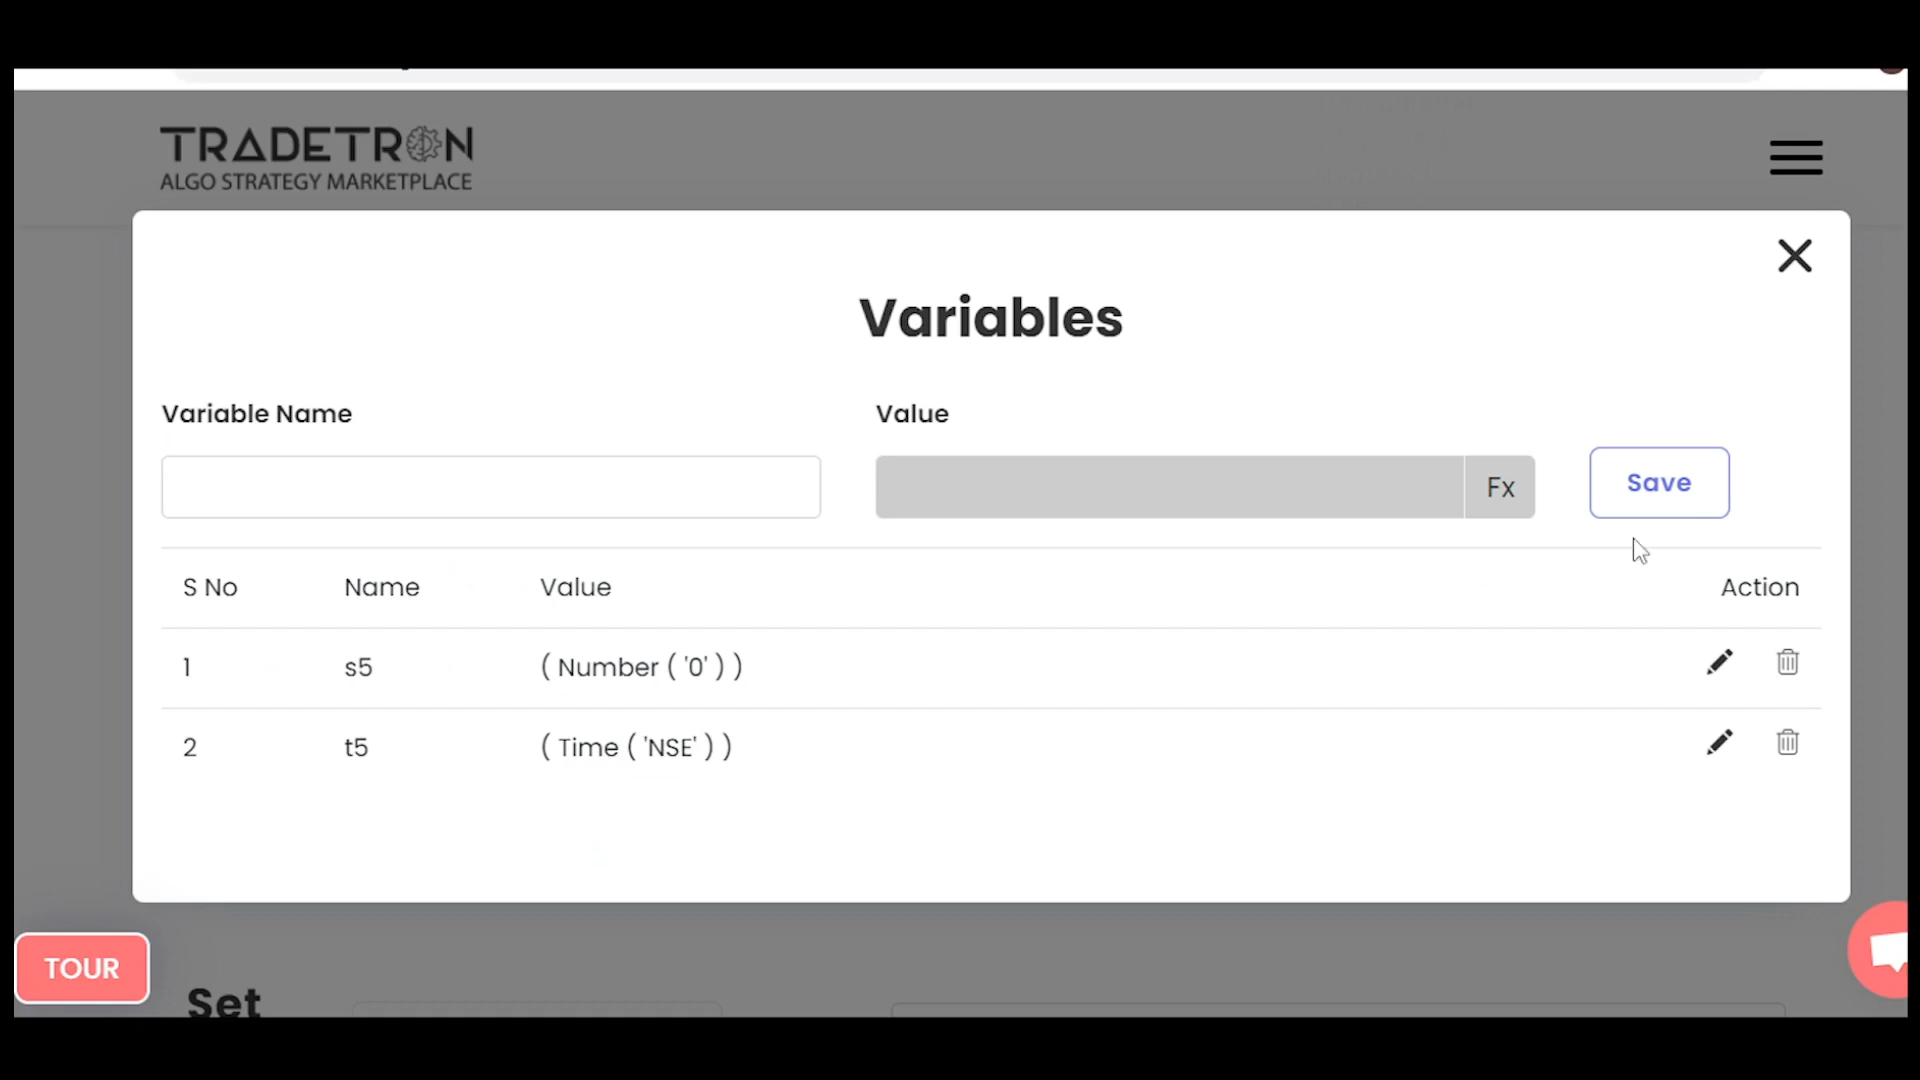 TRADETRON
ALGO STRATEGY MARKETPLACE
Variables
Variable Name Value
Fx Save
S No Name Value Action
1 s5 ( Number ( '0' ) )
2 t5 ( Time ( 'NSE' ) )
TOUR
Set